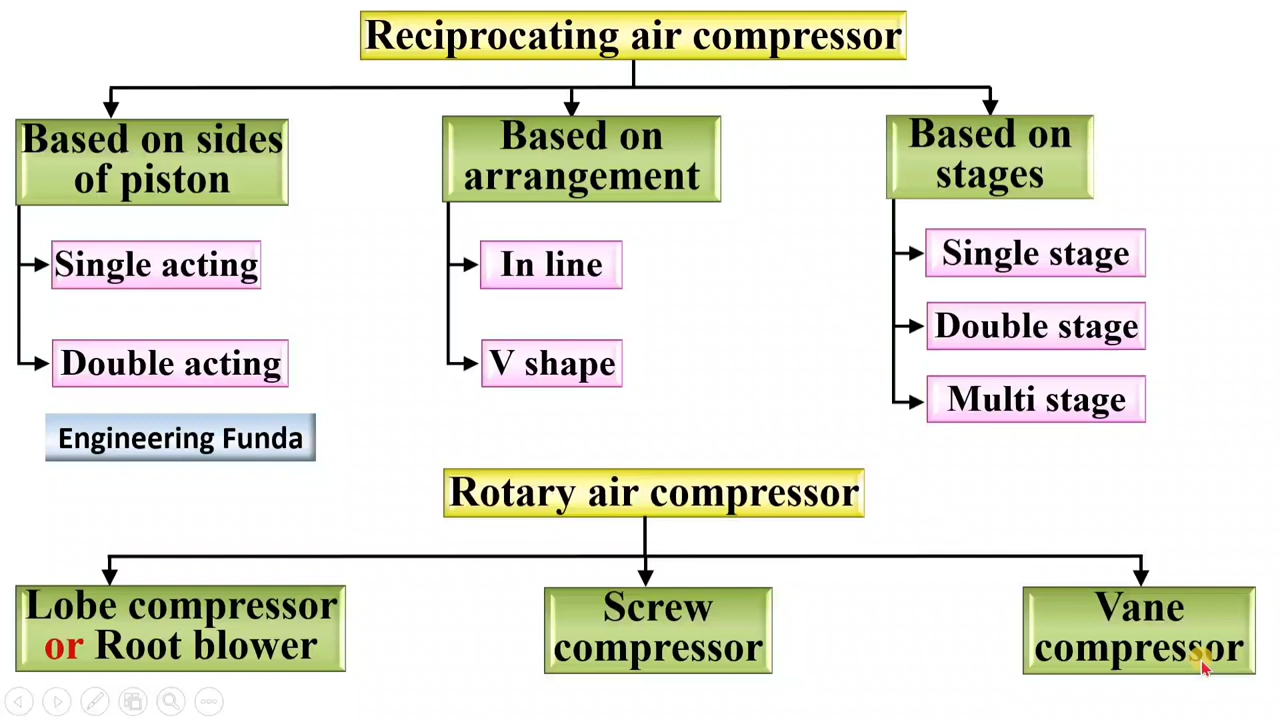 Reciprocating air compressor
Based on sides
of piston
Single acting
Double acting
Based on
arrangement
In line
V shape
Based on
stages
Single stage
Double stage
Multi stage
Engineering Funda
Rotary air compressor
Lobe compressor
or Root blower
Screw
compressor
Vane
compressor